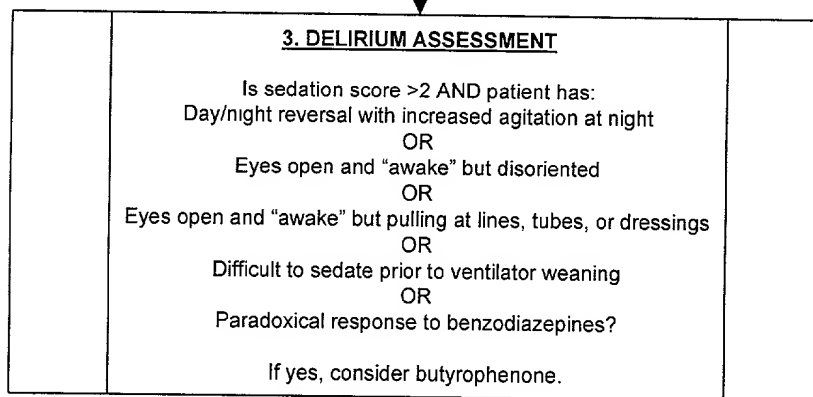 3. DELIRIUM ASSESSMENT
Is sedation score >2 AND patient has:
Day/night reversal with increased agitation at night
OR
Eyes open and “awake” but disoriented
OR
Eyes open and “awake” but pulling at lines, tubes, or dressings
OR
Difficult to sedate prior to ventilator weaning
OR
Paradoxical response to benzodiazepines?
If yes, consider butyrophenone.